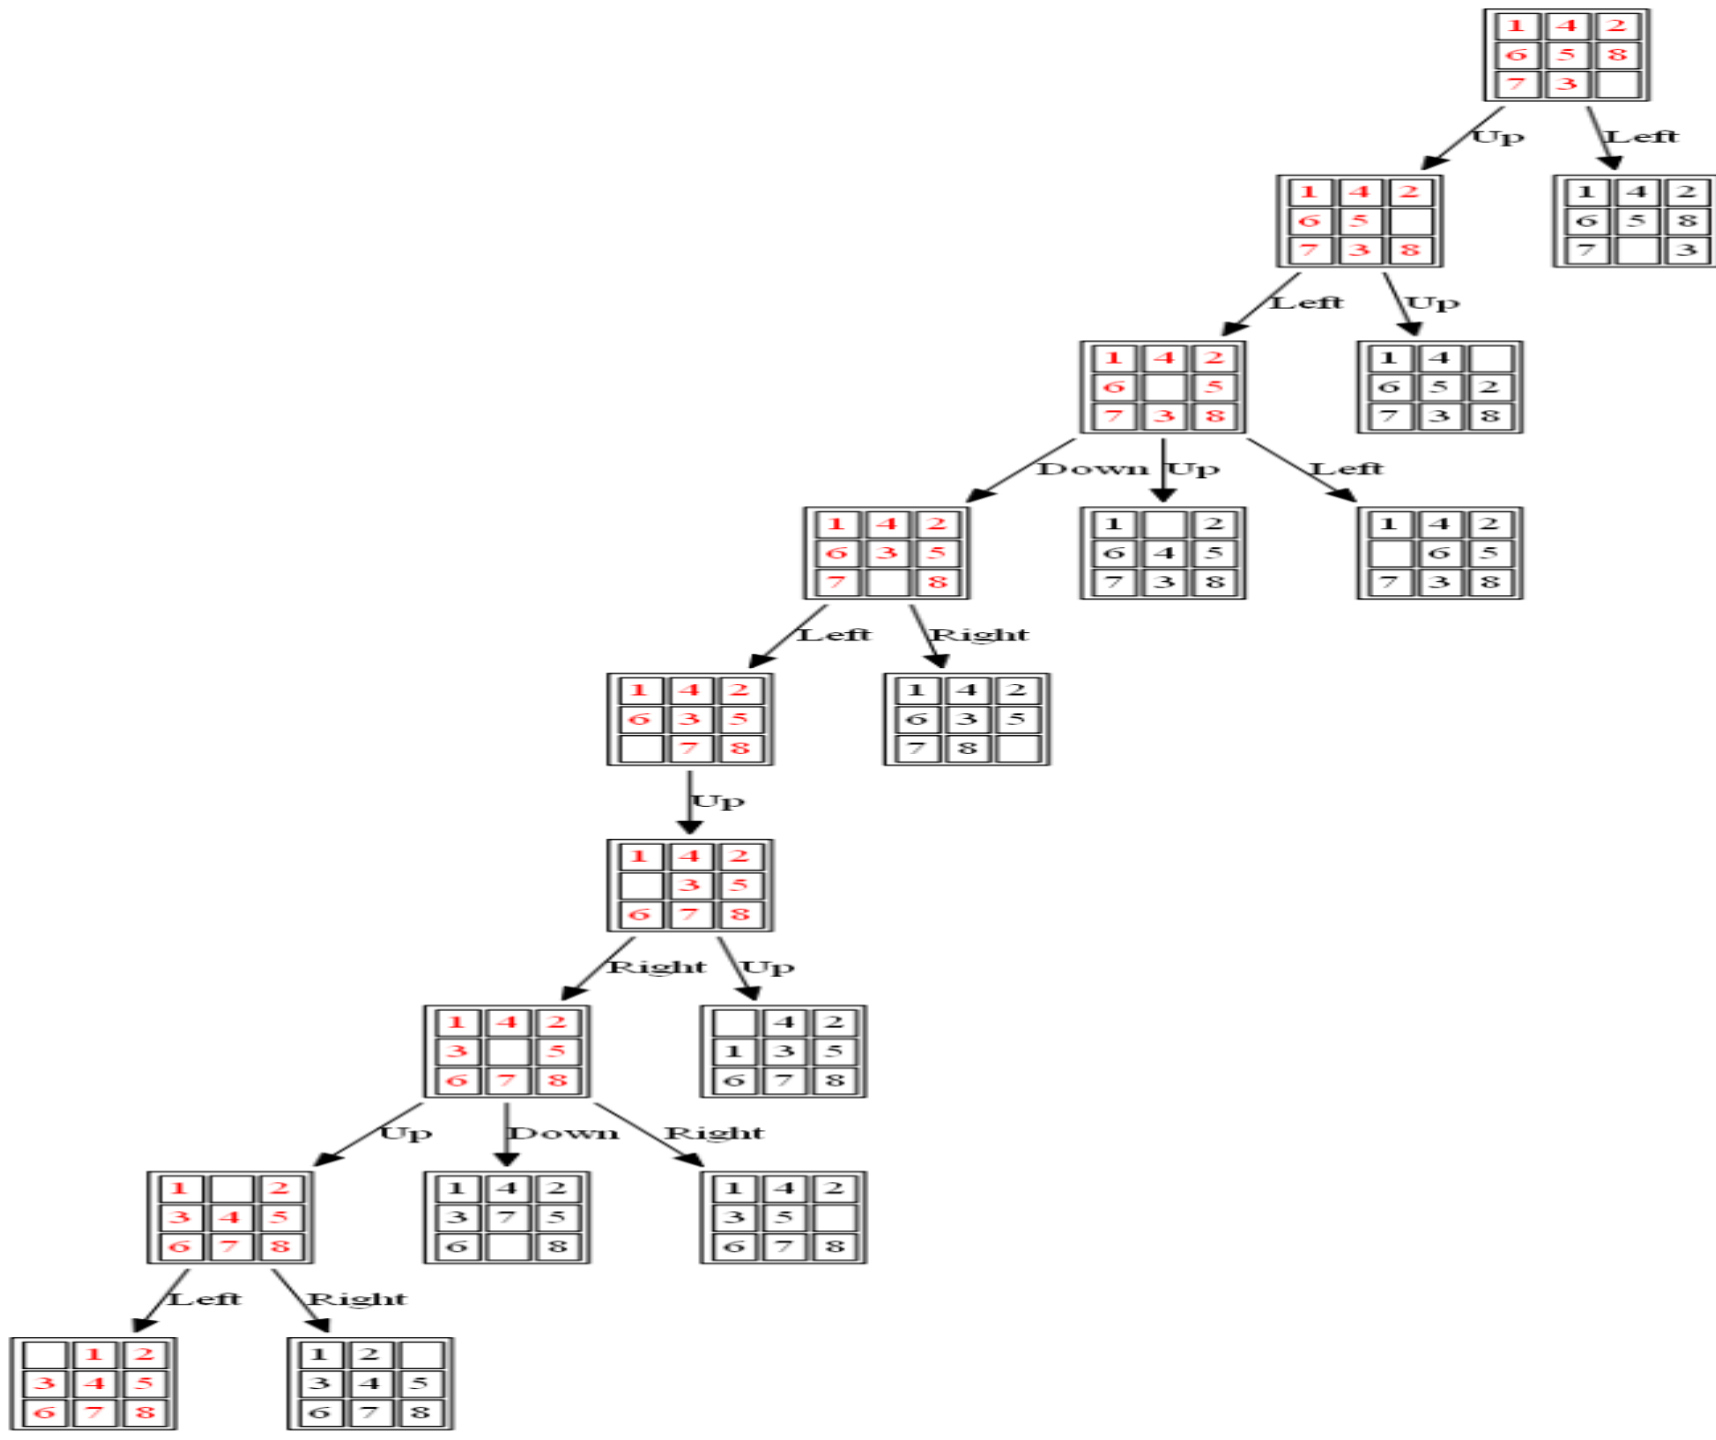 1 4 2
6 5 8
7 3
Up Left
1 4 2 1 4 2
6 5 6 5 8
7 3 8 7 3
Left Up
1 4 2 1 4
6 5 6 5 2
7 3 8 7 3 8
Down Up Left
1 4 2 1 2 1 4 2
6 3 5 6 4 5 6 5
7 8 7 3 8 7 3 8
Left Right
1 4 2 1 4 2
6 3 5 6 3 5
7 8 7 8
Up
1 4 2
3 5
6 7 8
Right Up
1 4 2 4 2
3 5 1 3 5
6 7 8 6 7 8
Up Down Right
1 2 1 4 2 1 4 2
3 4 5 3 7 5 3 5
6 7 8 6 8 6 7 8
Left Right
1 2 1 2
3 4 5 3 4 5
6 7 8 6 7 8